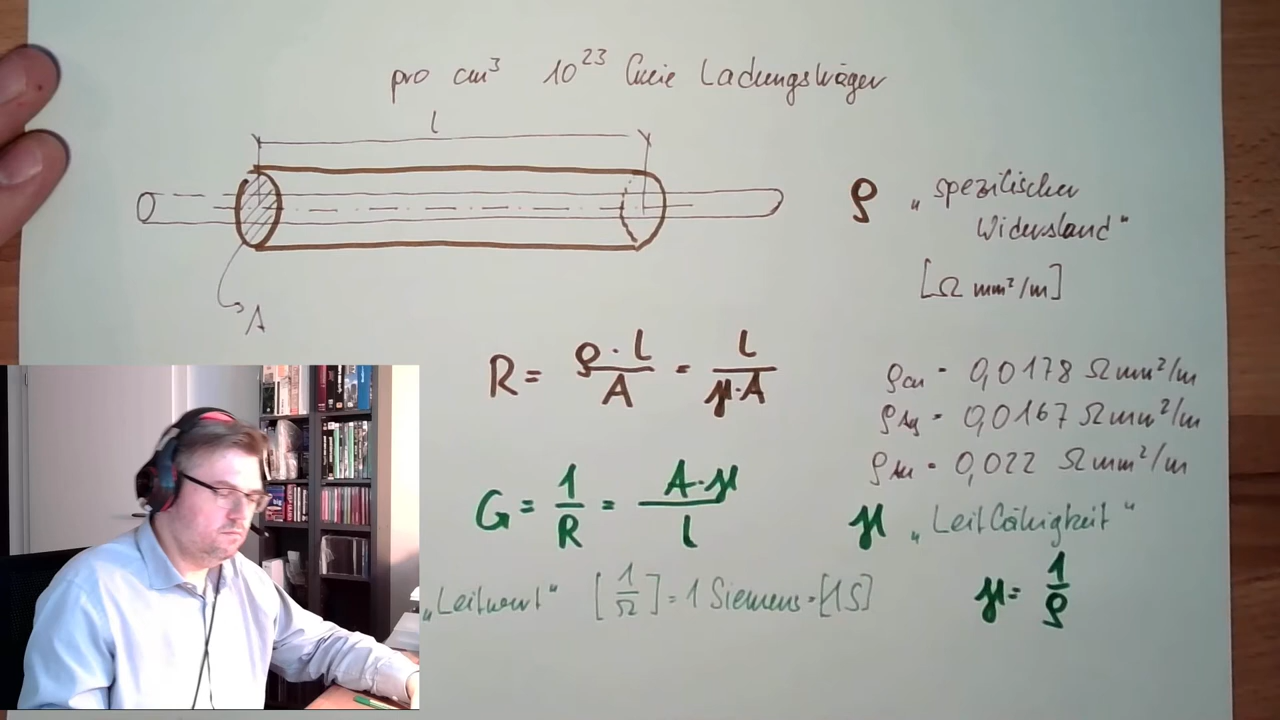 pro cm³ 10²³ freie Ladungsträger
l
A
ρ „spezifischer
Widerstand"
[Ω mm²/m]
R = ρ · l / A = l / ϰ · A
ρCu = 0,0178 Ω mm²/m
ρAg = 0,0167 Ω mm²/m
ρAu = 0,022 Ω mm²/m
G = 1 / R = A · ϰ / l
ϰ „Leitfähigkeit"
„Leitwert" [1/Ω] = 1 Siemens = [1S]
ϰ = 1 / ρ